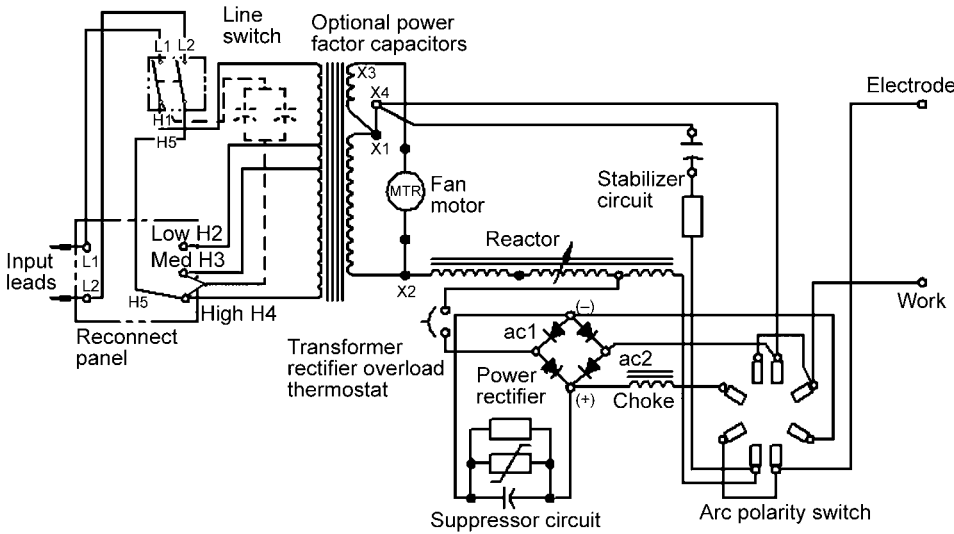 Line
switch
Optional power
factor capacitors
L1
L2
X3
X4
Electrode
H1
H5
X1
MTR
Fan
motor
Stabilizer
circuit
Low H2
Reactor
Med H3
Input
leads
L1
L2
H5
X2
Work
High H4
Reconnect
panel
(–)
ac1
ac2
Transformer
rectifier overload
thermostat
Power
rectifier
(+)
Choke
Suppressor circuit
Arc polarity switch